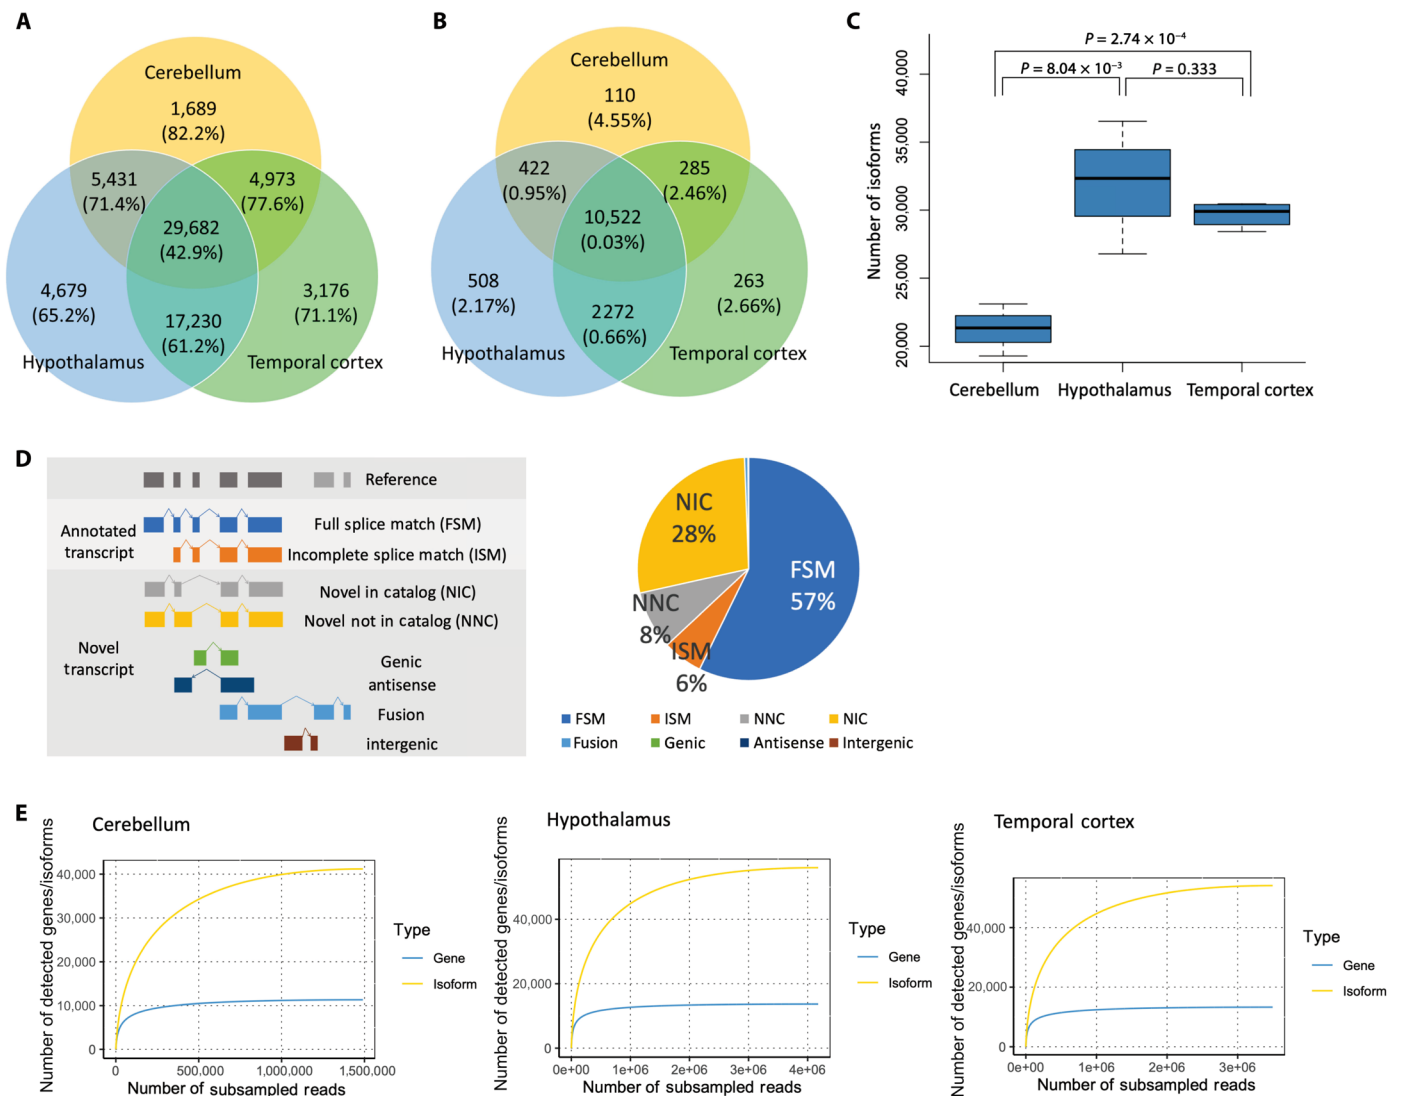 A
Cerebellum
1,689
(82.2%)
5,431
(71.4%)
4,973
(77.6%)
29,682
(42.9%)
4,679
(65.2%)
3,176
(71.1%)
17,230
(61.2%)
Hypothalamus
Temporal cortex
B
Cerebellum
110
(4.55%)
422
(0.95%)
285
(2.46%)
10,522
(0.03%)
508
(2.17%)
263
(2.66%)
2272
(0.66%)
Hypothalamus
Temporal cortex
C
P = 2.74 × 10⁻⁴
P = 8.04 × 10⁻³
P = 0.333
Number of isoforms
40,000
35,000
30,000
25,000
20,000
Cerebellum
Hypothalamus
Temporal cortex
D
Reference
Annotated
transcript
Full splice match (FSM)
Incomplete splice match (ISM)
Novel
transcript
Novel in catalog (NIC)
Novel not in catalog (NNC)
Genic
antisense
Fusion
intergenic
NIC
28%
FSM
57%
NNC
8%
ISM
6%
FSM ISM NNC NIC
Fusion Genic Antisense Intergenic
E
Cerebellum
Number of detected genes/isoforms
40,000
30,000
20,000
10,000
0
0 500,000 1,000,000 1,500,000
Number of subsampled reads
Type
Gene
Isoform
Hypothalamus
Number of detected genes/isoforms
40,000
20,000
0
0e+00 1e+06 2e+06 3e+06 4e+06
Number of subsampled reads
Type
Gene
Isoform
Temporal cortex
Number of detected genes/isoforms
40,000
20,000
0
0e+00 1e+06 2e+06 3e+06
Number of subsampled reads
Type
Gene
Isoform